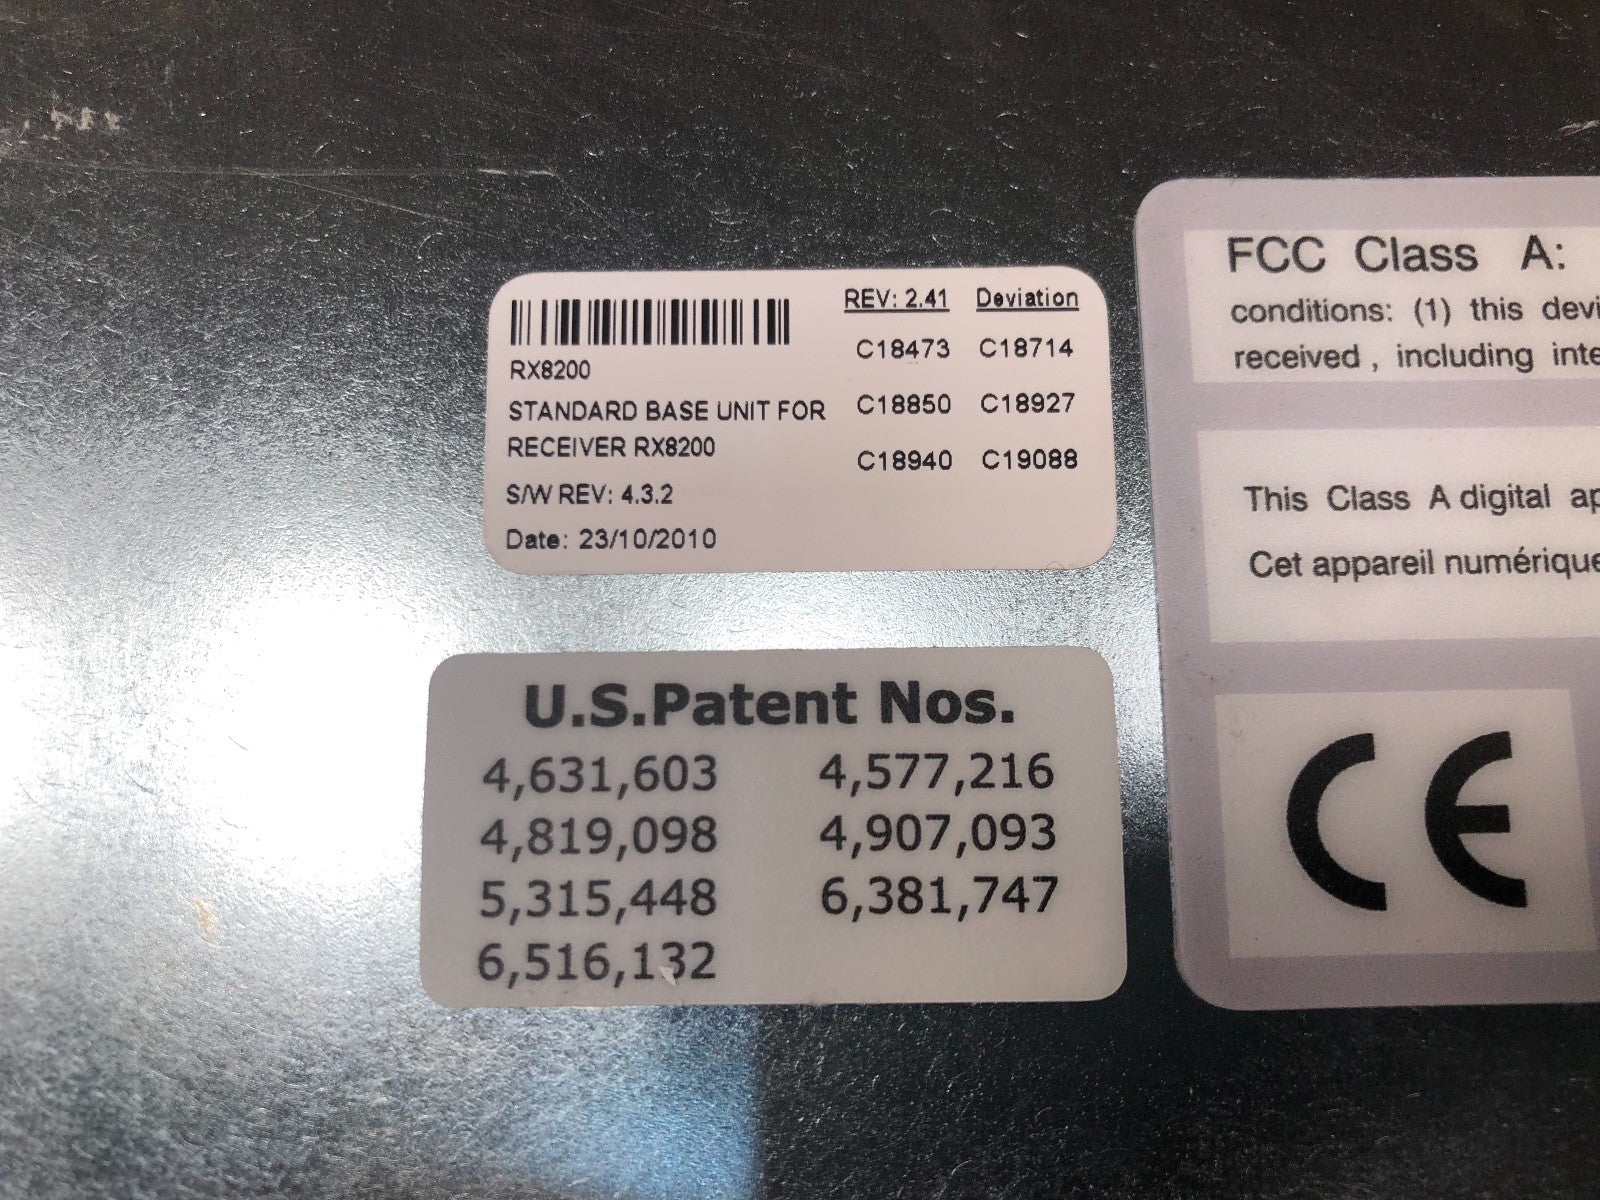 RX8200
STANDARD BASE UNIT FOR
RECEIVER RX8200
S/W REV: 4.3.2
Date: 23/10/2010
REV: 2.41 Deviation
C18473 C18714
C18850 C18927
C18940 C19088
U.S.Patent Nos.
4,631,603 4,577,216
4,819,098 4,907,093
5,315,448 6,381,747
6,516,132
FCC Class A:
conditions: (1) this devi
received, including inte
This Class A digital ap
Cet appareil numérique
CE